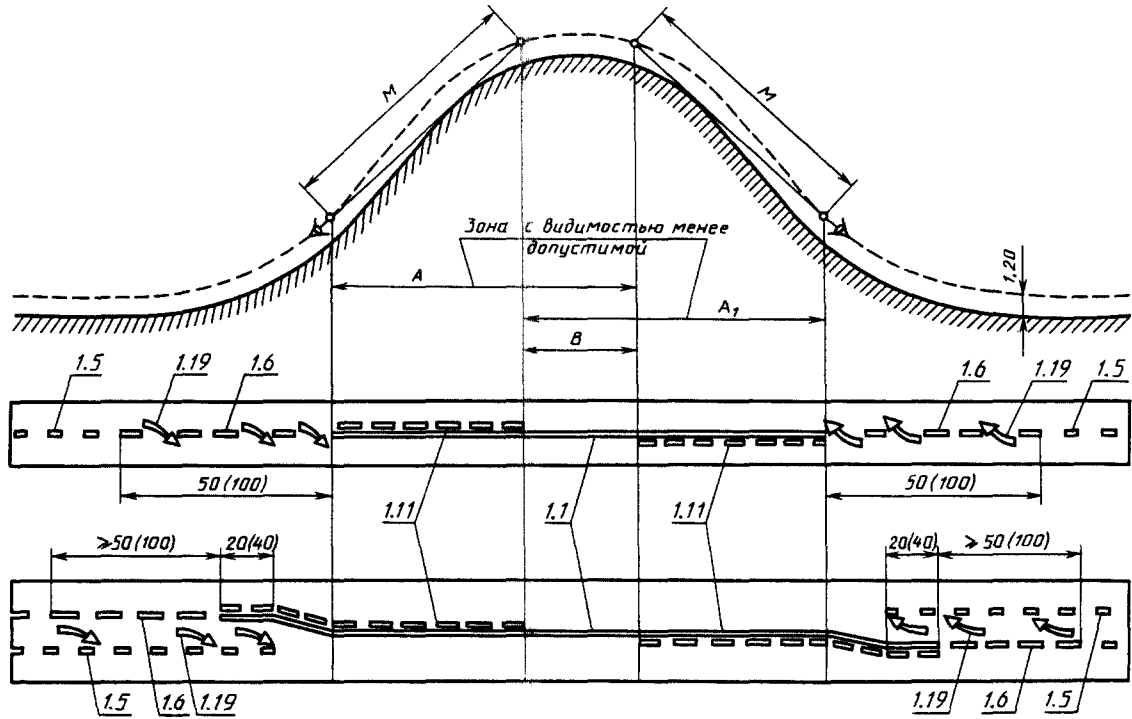 М М
Зона с видимостью менее
допустимой
1.20
А
А₁
В
1.5 1.19 1.6 1.6 1.19 1.5
50(100) 50(100)
1.11 1.1 1.11
≥50(100) 20(40) 20(40) ≥50(100)
1.5 1.6 1.19 1.19 1.6 1.5